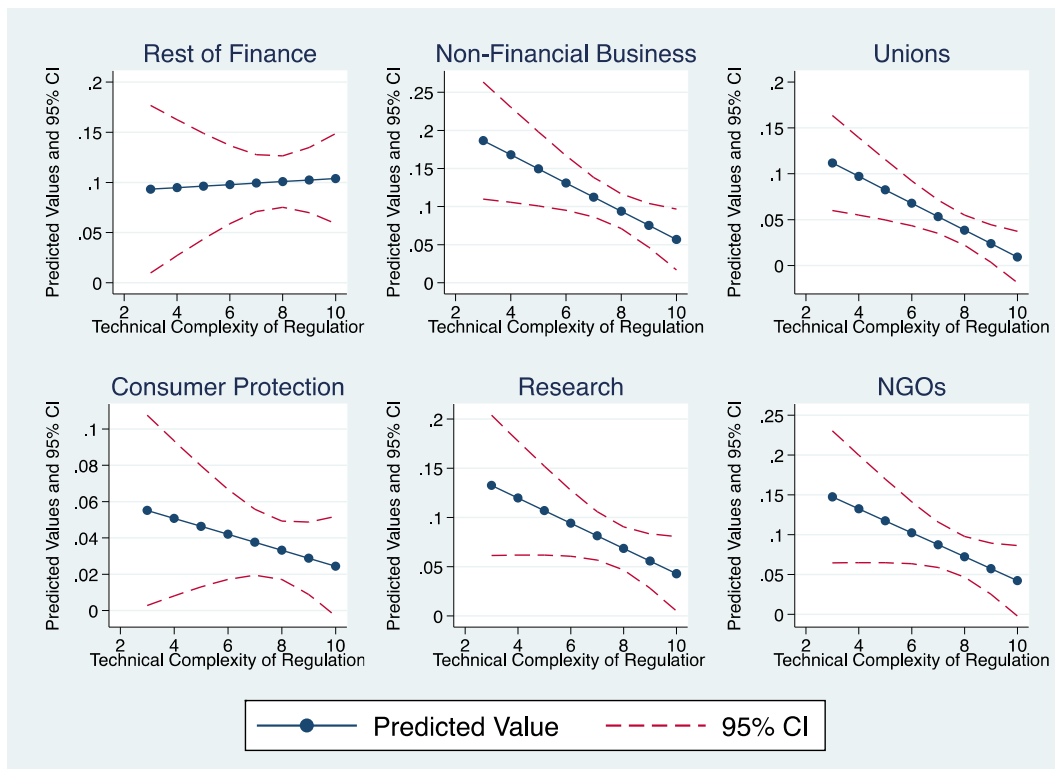 Rest of Finance
Predicted Values and 95% CI
.2
.15
.1
.05
0
2 4 6 8 10
Technical Complexity of Regulation
Non-Financial Business
Predicted Values and 95% CI
.25
.2
.15
.1
.05
0
2 4 6 8 10
Technical Complexity of Regulation
Unions
Predicted Values and 95% CI
.2
.15
.1
.05
0
2 4 6 8 10
Technical Complexity of Regulation
Consumer Protection
Predicted Values and 95% CI
.1
.08
.06
.04
.02
0
2 4 6 8 10
Technical Complexity of Regulation
Research
Predicted Values and 95% CI
.2
.15
.1
.05
0
2 4 6 8 10
Technical Complexity of Regulation
NGOs
Predicted Values and 95% CI
.25
.2
.15
.1
.05
0
2 4 6 8 10
Technical Complexity of Regulation
Predicted Value 95% CI